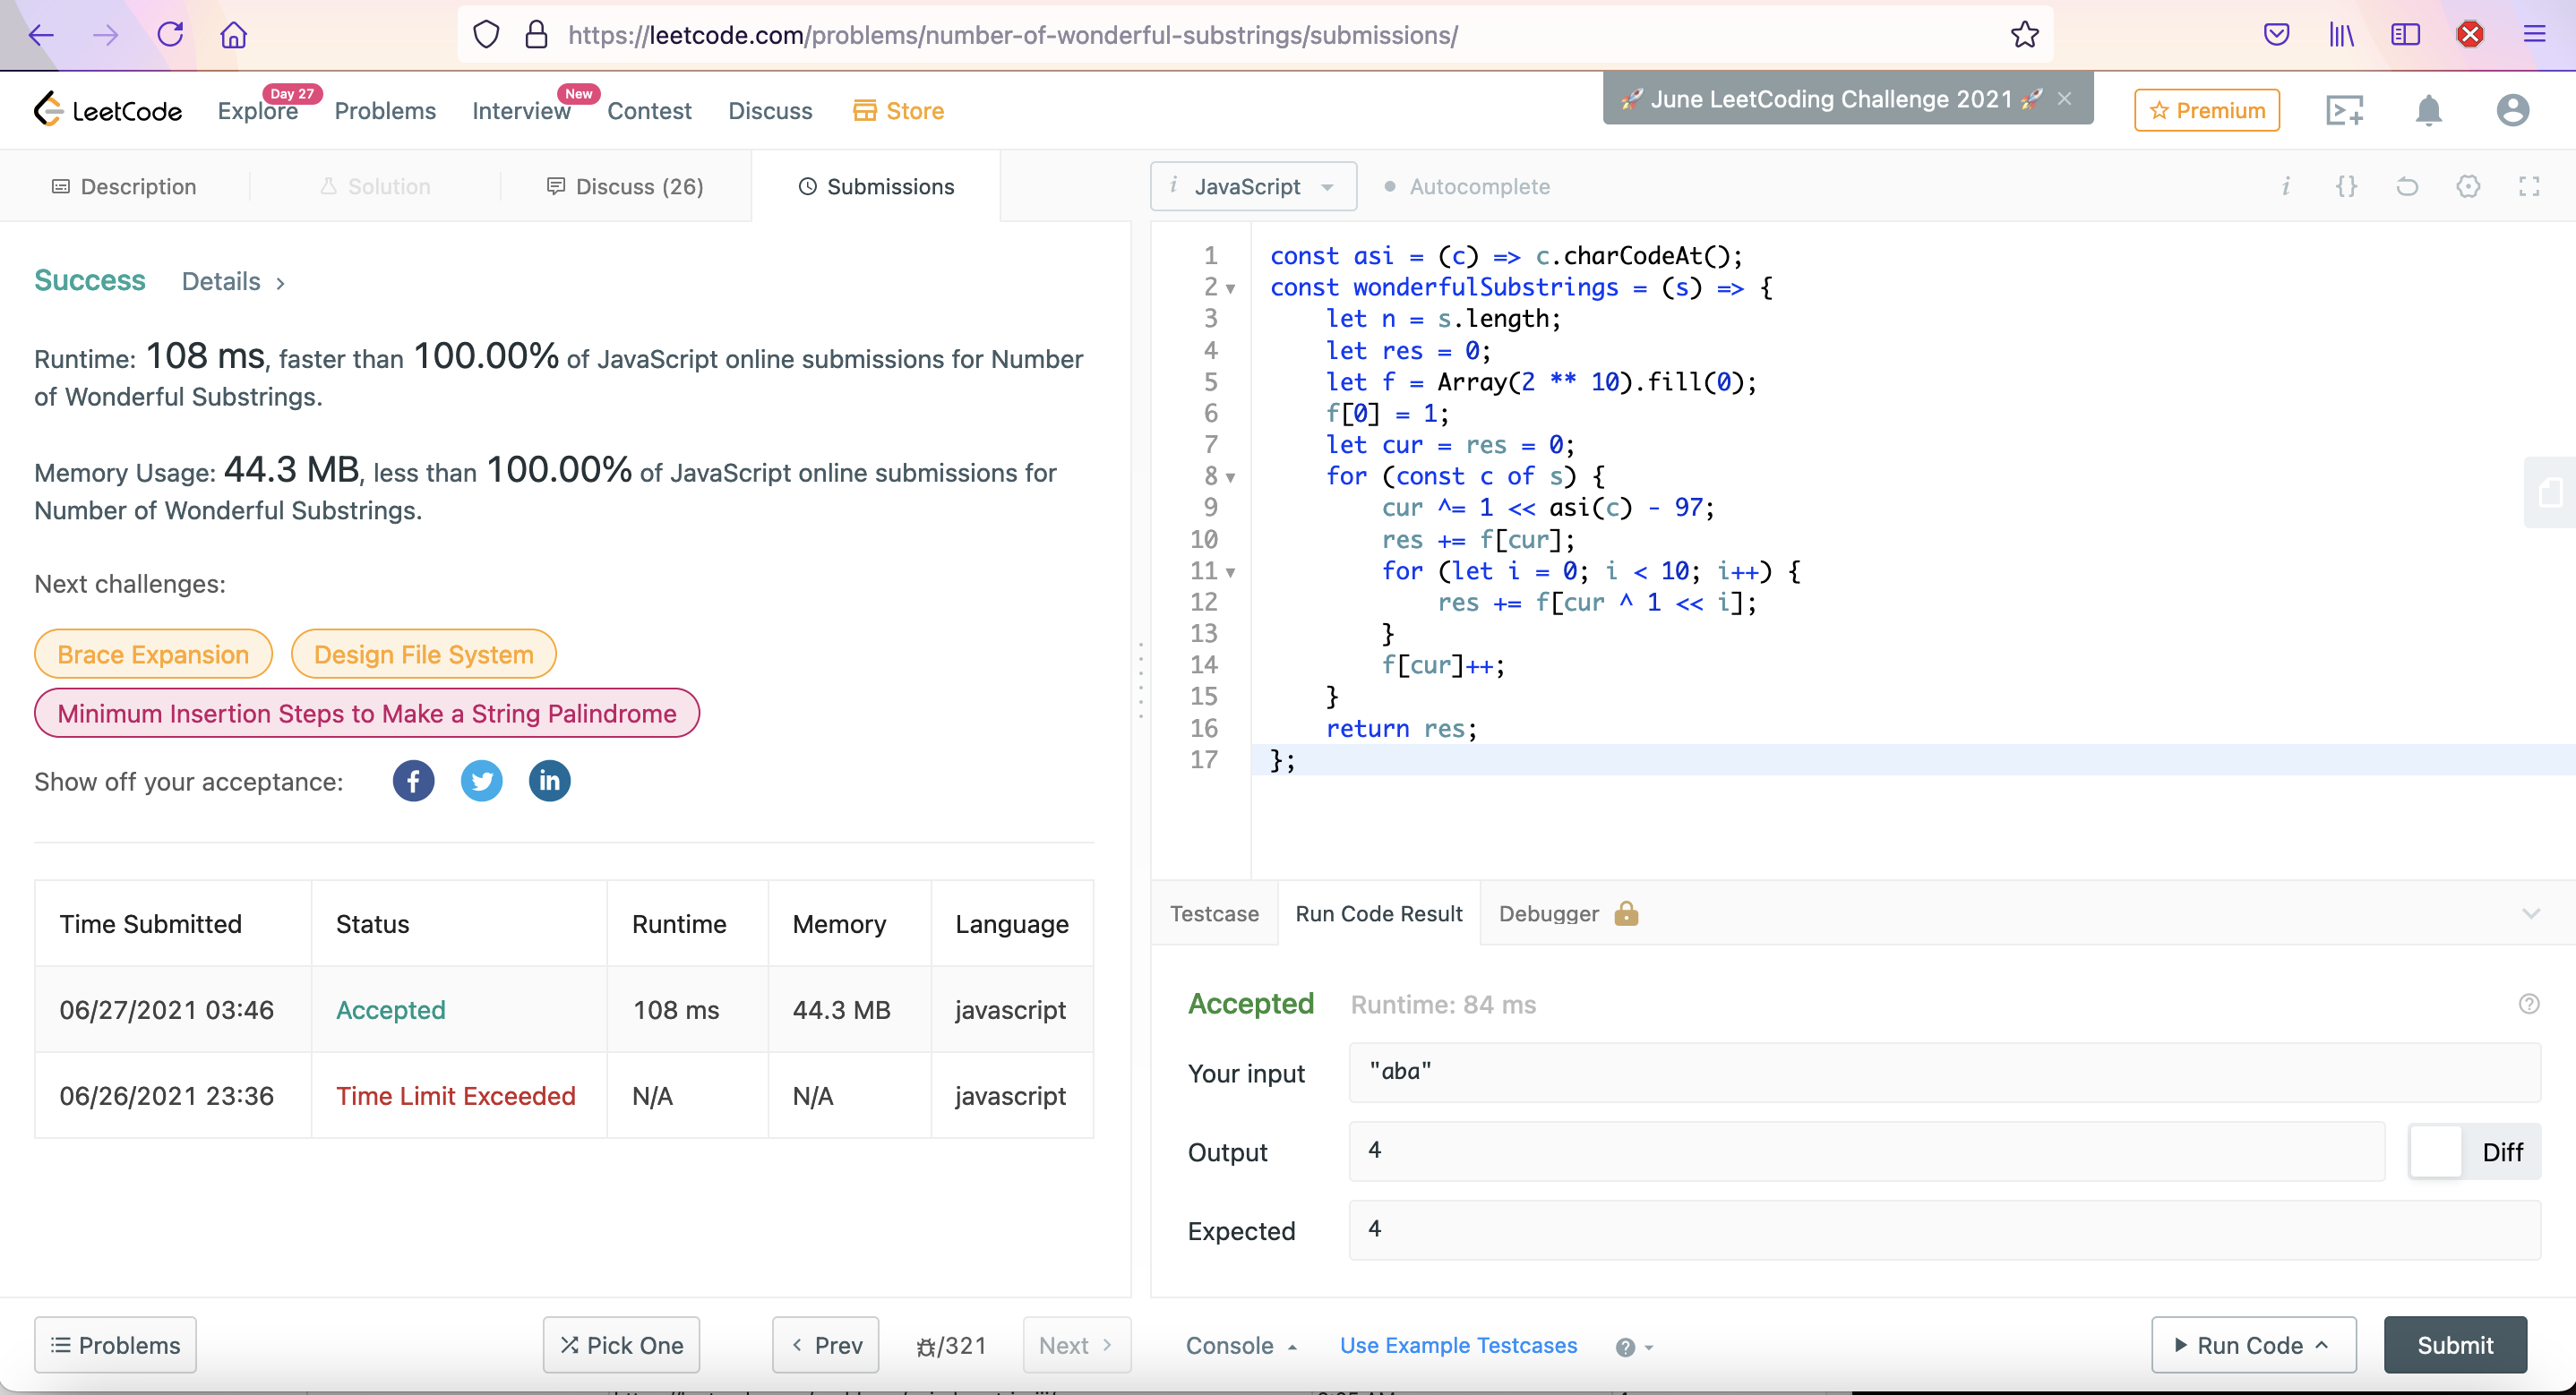 https://leetcode.com/problems/number-of-wonderful-substrings/submissions/
LeetCode
Explore
Day 27
Problems
Interview
New
Contest
Discuss
Store
🚀 June LeetCoding Challenge 2021 🚀 ×
Premium
Description
Solution
Discuss (26)
Submissions
i JavaScript
Autocomplete
Success Details >
Runtime: 108 ms, faster than 100.00% of JavaScript online submissions for Number
of Wonderful Substrings.
Memory Usage: 44.3 MB, less than 100.00% of JavaScript online submissions for
Number of Wonderful Substrings.
Next challenges:
Brace Expansion
Design File System
Minimum Insertion Steps to Make a String Palindrome
Show off your acceptance:
Time Submitted Status Runtime Memory Language
06/27/2021 03:46 Accepted 108 ms 44.3 MB javascript
06/26/2021 23:36 Time Limit Exceeded N/A N/A javascript
Problems
Pick One
Prev
/321
Next
1 const asi = (c) => c.charCodeAt();
2 const wonderfulSubstrings = (s) => {
3     let n = s.length;
4     let res = 0;
5     let f = Array(2 ** 10).fill(0);
6     f[0] = 1;
7     let cur = res = 0;
8     for (const c of s) {
9         cur ^= 1 << asi(c) - 97;
10         res += f[cur];
11         for (let i = 0; i < 10; i++) {
12             res += f[cur ^ 1 << i];
13         }
14         f[cur]++;
15     }
16     return res;
17 };
Testcase
Run Code Result
Debugger
Accepted Runtime: 84 ms
Your input "aba"
Output 4
Diff
Expected 4
Console
Use Example Testcases
Run Code
Submit